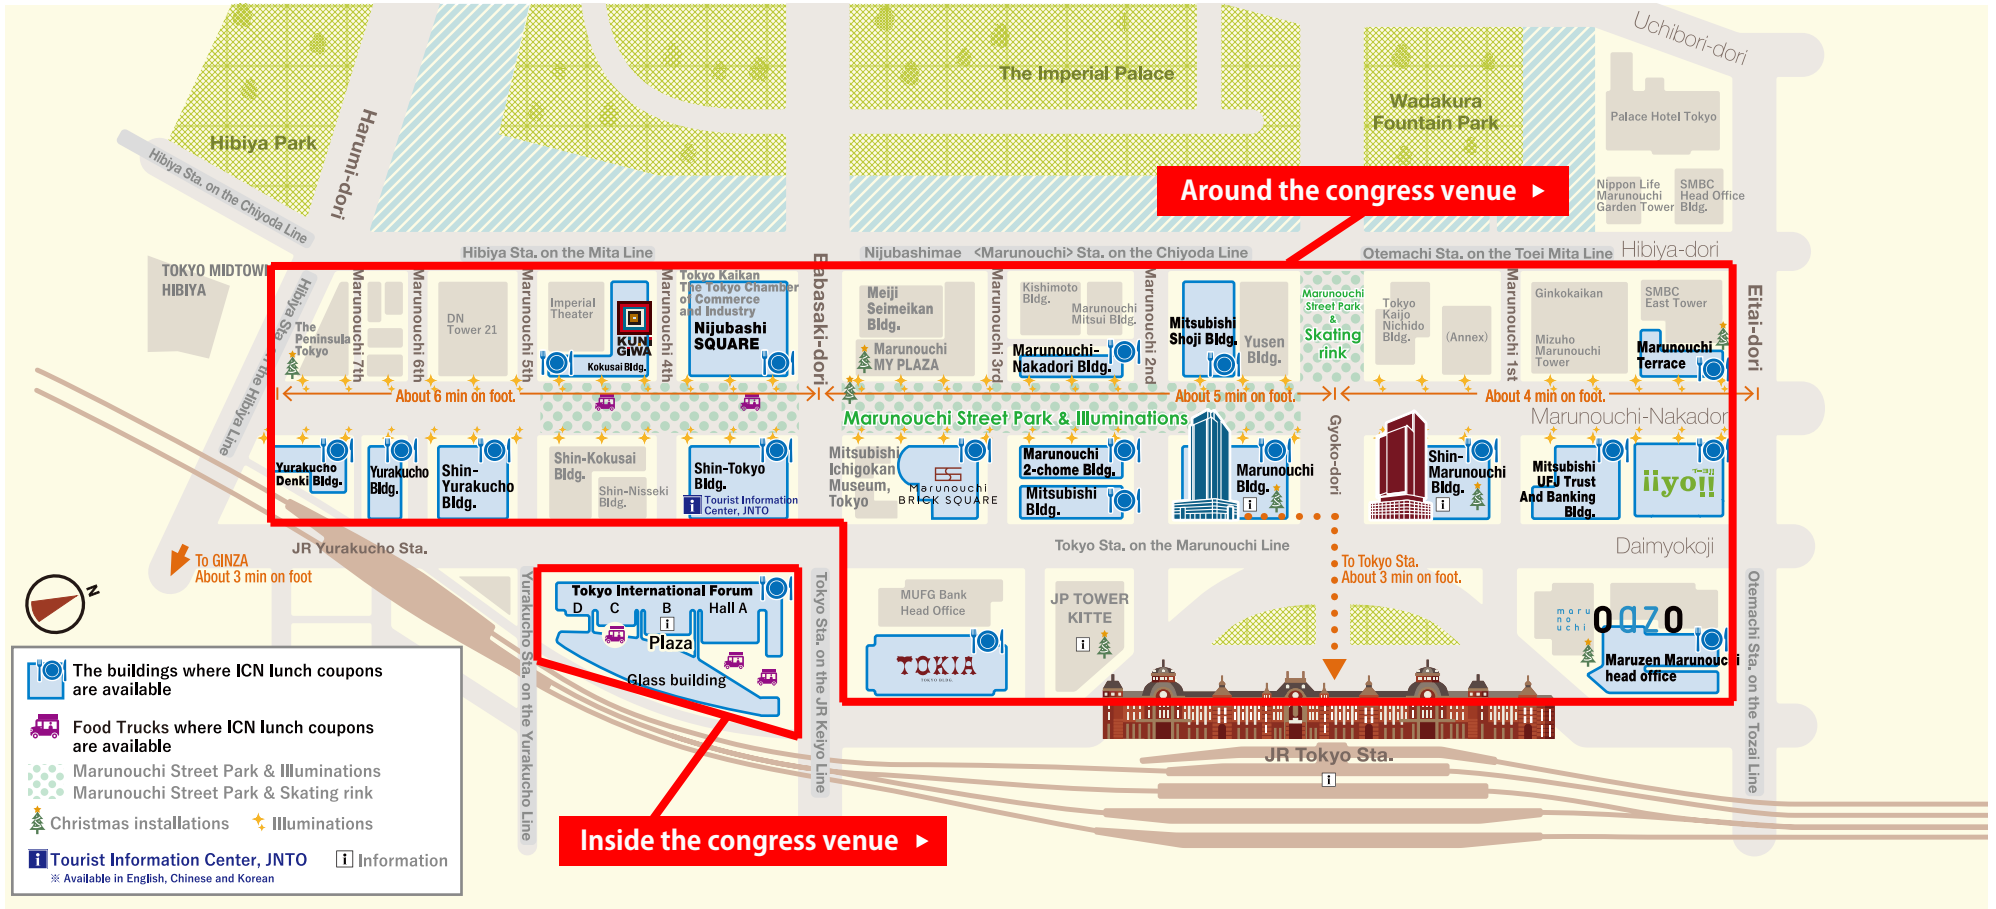 Uchibori-dori
The Imperial Palace
Wadakura
Fountain Park
Palace Hotel Tokyo
Hibiya Park
Harumi-dori
Hibiya Sta. on the Chiyoda Line
Nippon Life
Marunouchi
Garden Tower
SMBC
Head Office
Bldg.
Around the congress venue ▶
Hibiya Sta. on the Mita Line
Nijubashimae <Marunouchi> Sta. on the Chiyoda Line
Otemachi Sta. on the Toei Mita Line
Hibiya-dori
TOKYO MIDTOWN
HIBIYA
Hibiya Sta. on the Hibiya Line
The
Peninsula
Tokyo
Marunouchi 7th
Marunouchi 6th
DN
Tower 21
Marunouchi 5th
Imperial
Theater
KUNI
GIWA
Kokusai Bldg.
Marunouchi 4th
Tokyo Kaikan
The Tokyo Chamber
of Commerce
and Industry
Nijubashi
SQUARE
Babasaki-dori
Meiji
Seimeikan
Bldg.
Marunouchi
MY PLAZA
Marunouchi 3rd
Kishimoto
Bldg.
Marunouchi
Mitsui Bldg.
Marunouchi-
Nakadori Bldg.
Marunouchi 2nd
Mitsubishi
Shoji Bldg.
Yusen
Bldg.
Marunouchi
Street Park
&
Skating
rink
Tokyo
Kaijo
Nichido
Bldg.
(Annex)
Marunouchi 1st
Ginkokaikan
Mizuho
Marunouchi
Tower
SMBC
East Tower
Marunouchi
Terrace
Eitai-dori
About 6 min on foot.
About 5 min on foot.
About 4 min on foot.
Marunouchi Street Park & Illuminations
Marunouchi-Nakador
Gyoko-dori
Yurakucho
Denki Bldg.
Yurakucho
Bldg.
Shin-
Yurakucho
Bldg.
Shin-Kokusai
Bldg.
Shin-Nisseki
Bldg.
Shin-Tokyo
Bldg.
i Tourist Information
Center, JNTO
Mitsubishi
Ichigokan
Museum,
Tokyo
Marunouchi
BRICK SQUARE
Marunouchi
2-chome Bldg.
Mitsubishi
Bldg.
Marunouchi
Bldg.
i
Shin-
Marunouchi
Bldg.
i
Mitsubishi
UFJ Trust
And Banking
Bldg.
iiyo!!
JR Yurakucho Sta.
Tokyo Sta. on the Marunouchi Line
Daimyokoji
To GINZA
About 3 min on foot
To Tokyo Sta.
About 3 min on foot.
N
Yurakucho Sta. on the Yurakucho Line
Tokyo International Forum
D C B Hall A
i
Plaza
Glass building
Tokyo Sta. on the JR Keiyo Line
MUFG Bank
Head Office
TOKIA
TOKYO BLDG.
JP TOWER
KITTE
i
maru
no
uchi
oazo
Maruzen Marunouchi
head office
Otemachi Sta. on the Tozai Line
JR Tokyo Sta.
i
Inside the congress venue ▶
The buildings where ICN lunch coupons
are available
Food Trucks where ICN lunch coupons
are available
Marunouchi Street Park & Illuminations
Marunouchi Street Park & Skating rink
Christmas installations
Illuminations
i Tourist Information Center, JNTO
i Information
※ Available in English, Chinese and Korean